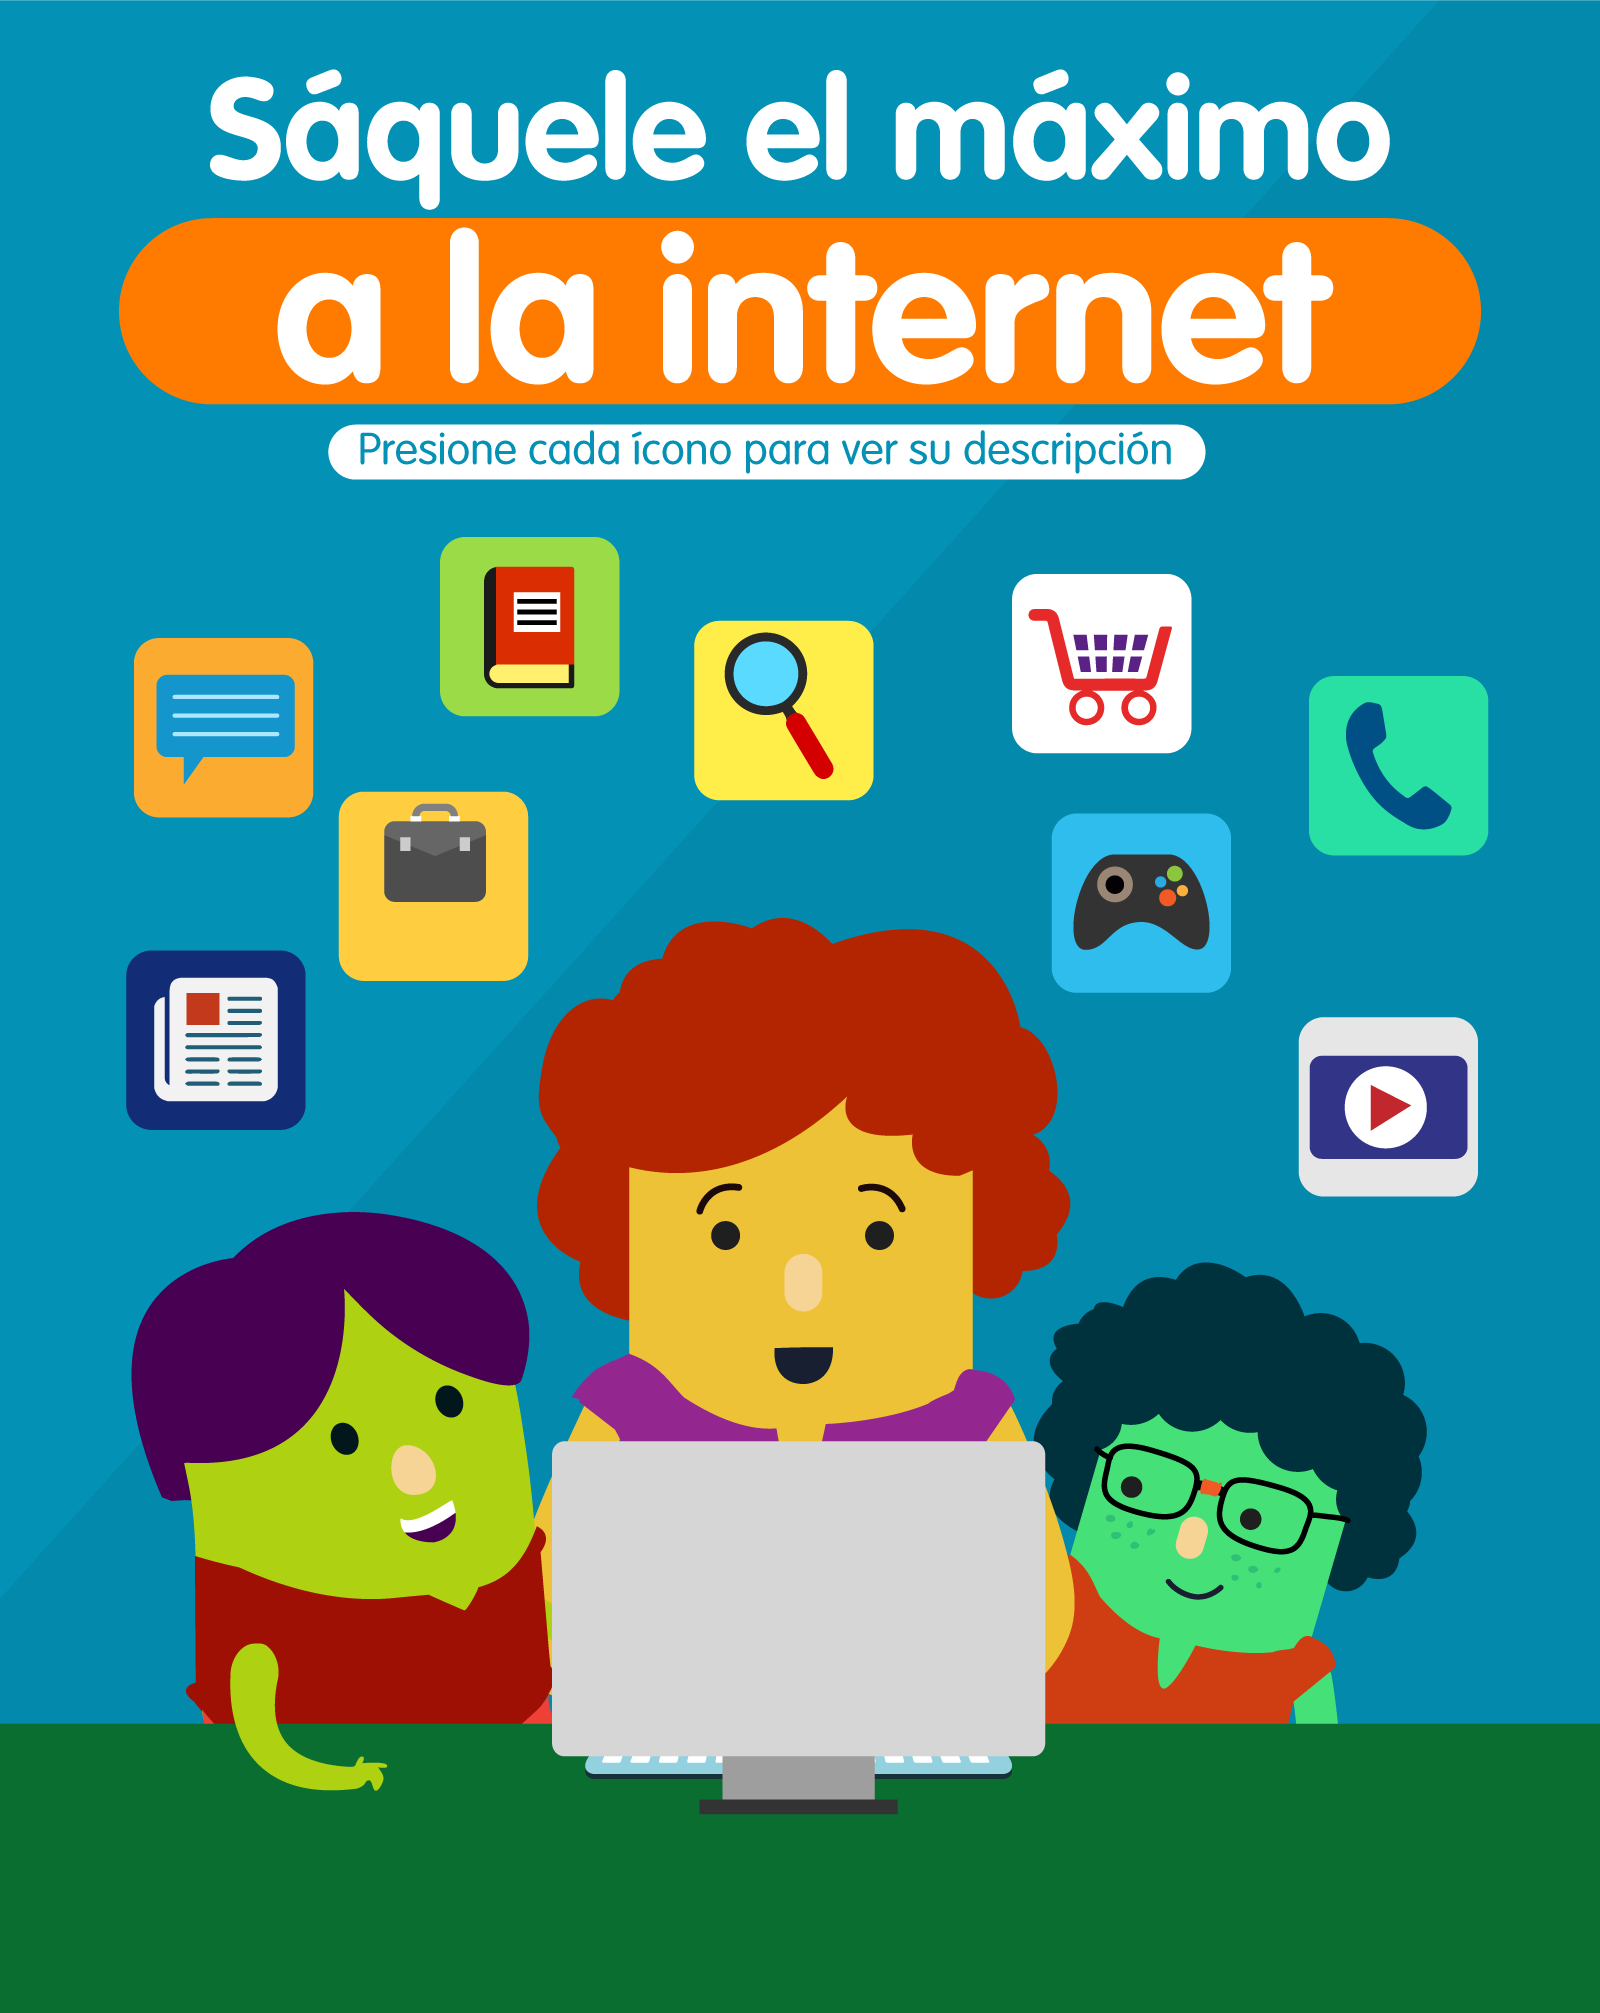 Sáquele el máximo
a la internet
Presione cada ícono para ver su descripción